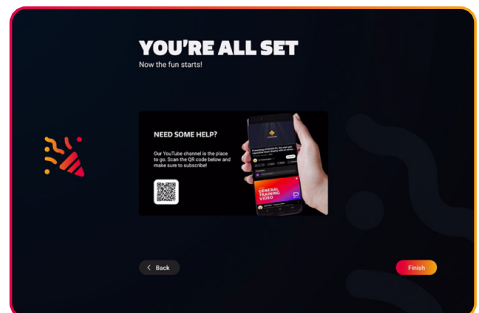 YOU'RE ALL SET
Now the fun starts!
NEED SOME HELP?
Our YouTube channel is the place
to go. Scan the QR code below and
make sure to subscribe!
GENERAL
TRAINING
VIDEO
< Back
Finish